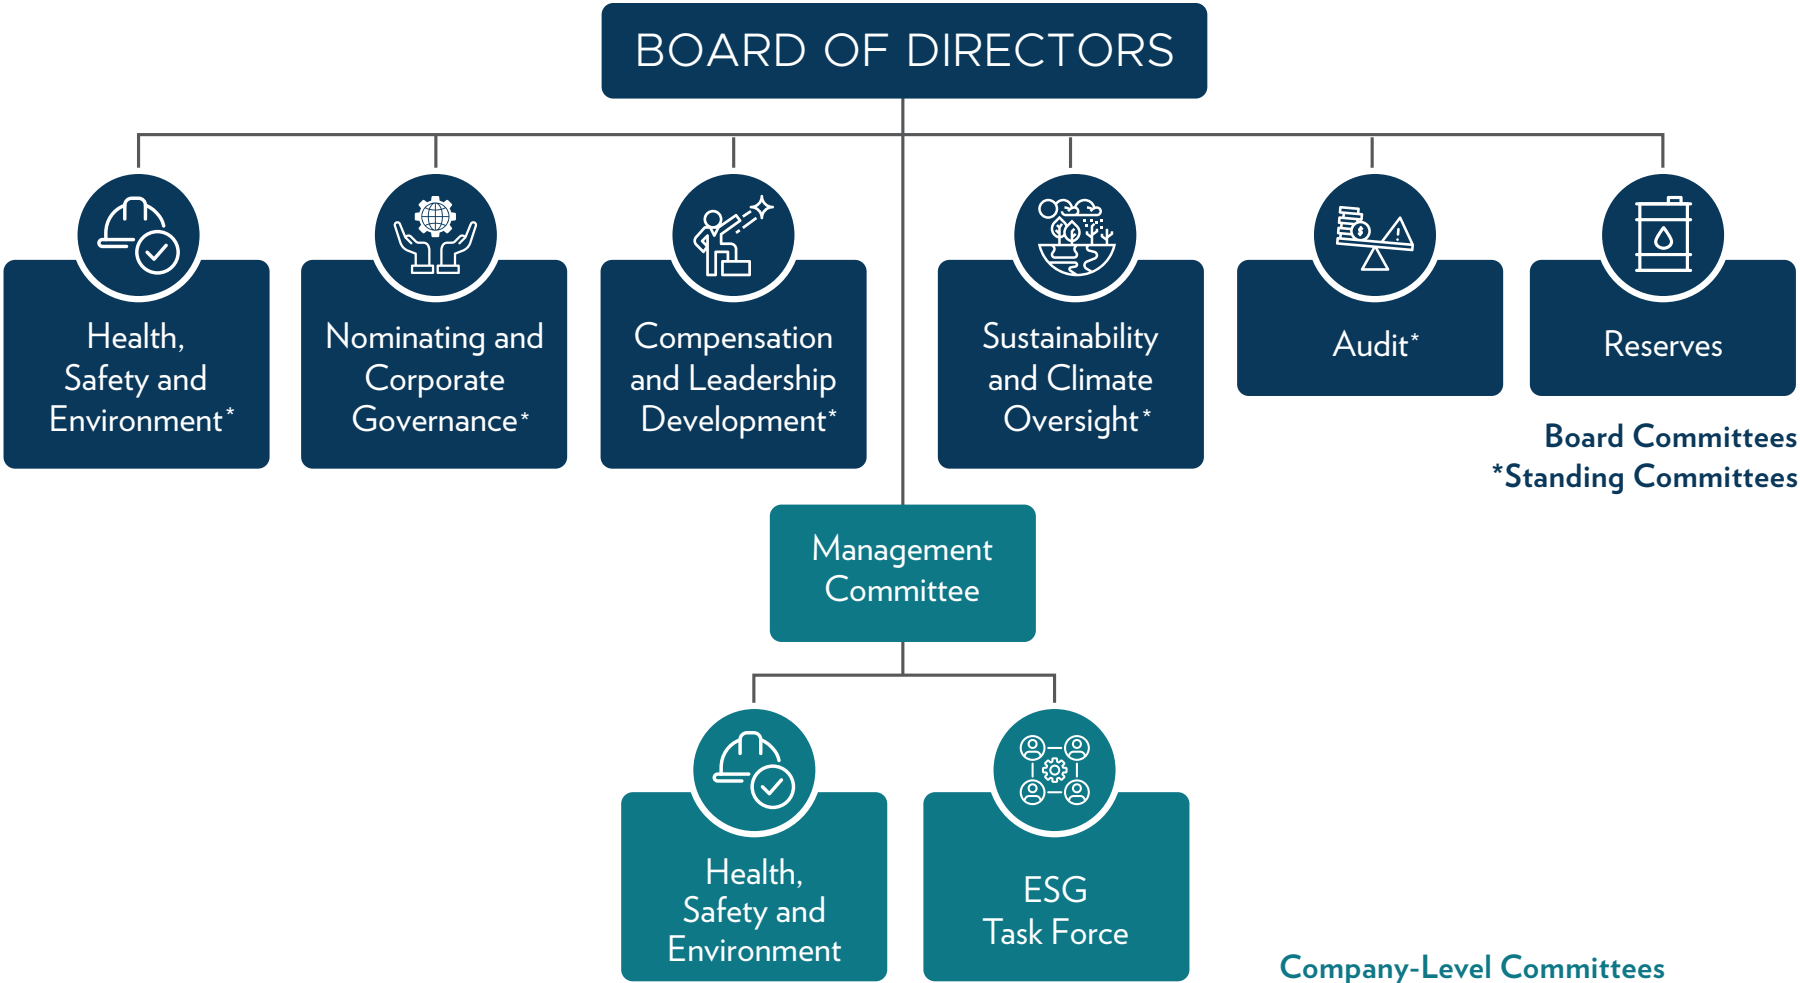 BOARD OF DIRECTORS
Health,
Safety and
Environment*
Nominating and
Corporate
Governance*
Compensation
and Leadership
Development*
Sustainability
and Climate
Oversight*
Audit*
Reserves
Board Committees
*Standing Committees
Management
Committee
Health,
Safety and
Environment
ESG
Task Force
Company-Level Committees